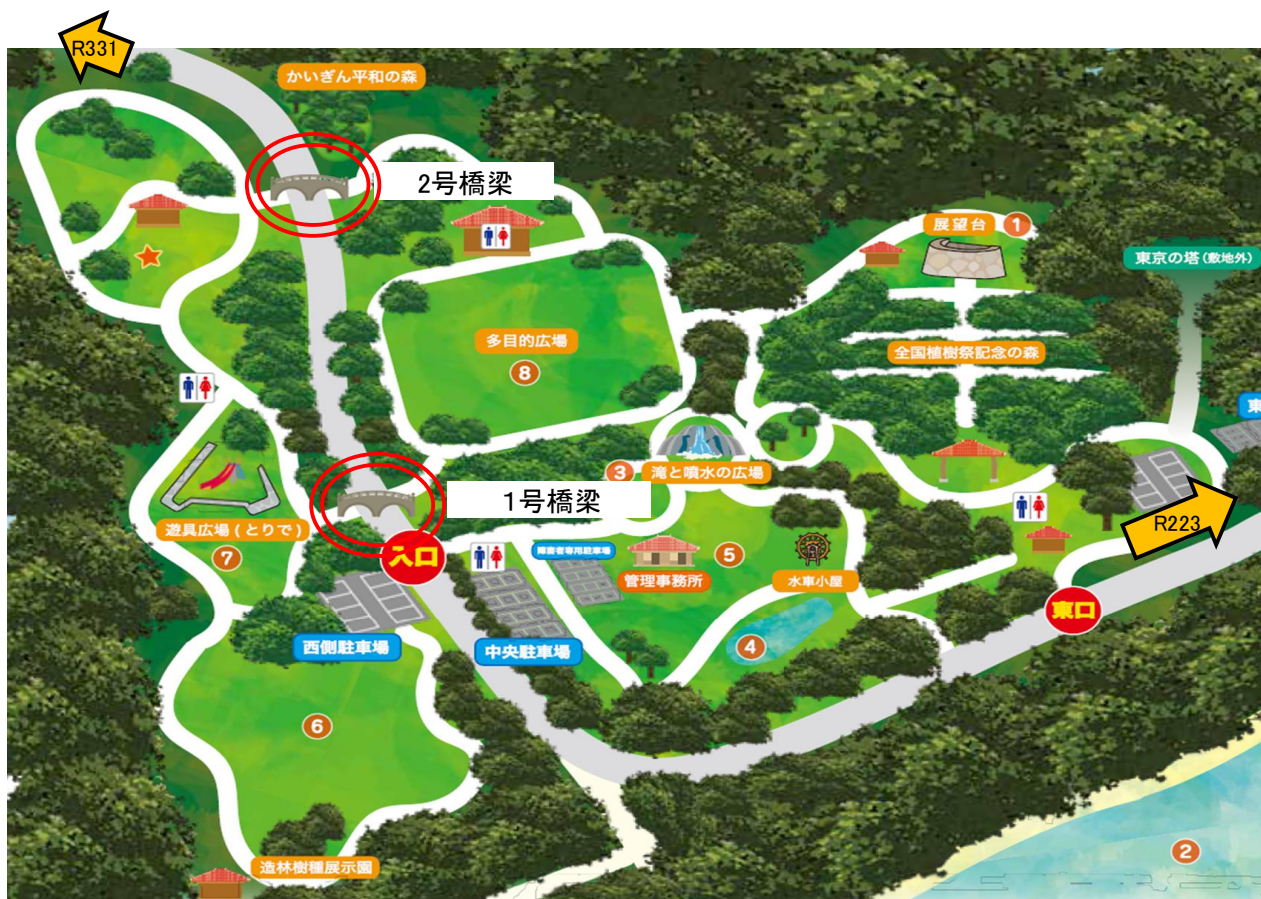 R331
かいぎん平和の森
2号橋梁
展望台 1
東京の塔(敷地外)
多目的広場
8
全国植樹祭記念の森
東
3 滝と噴水の広場
1号橋梁
R223
遊具広場(とりで)
7
入口
障害者専用駐車場
5
管理事務所
水車小屋
東口
西側駐車場
中央駐車場
4
6
2
造林樹種展示園